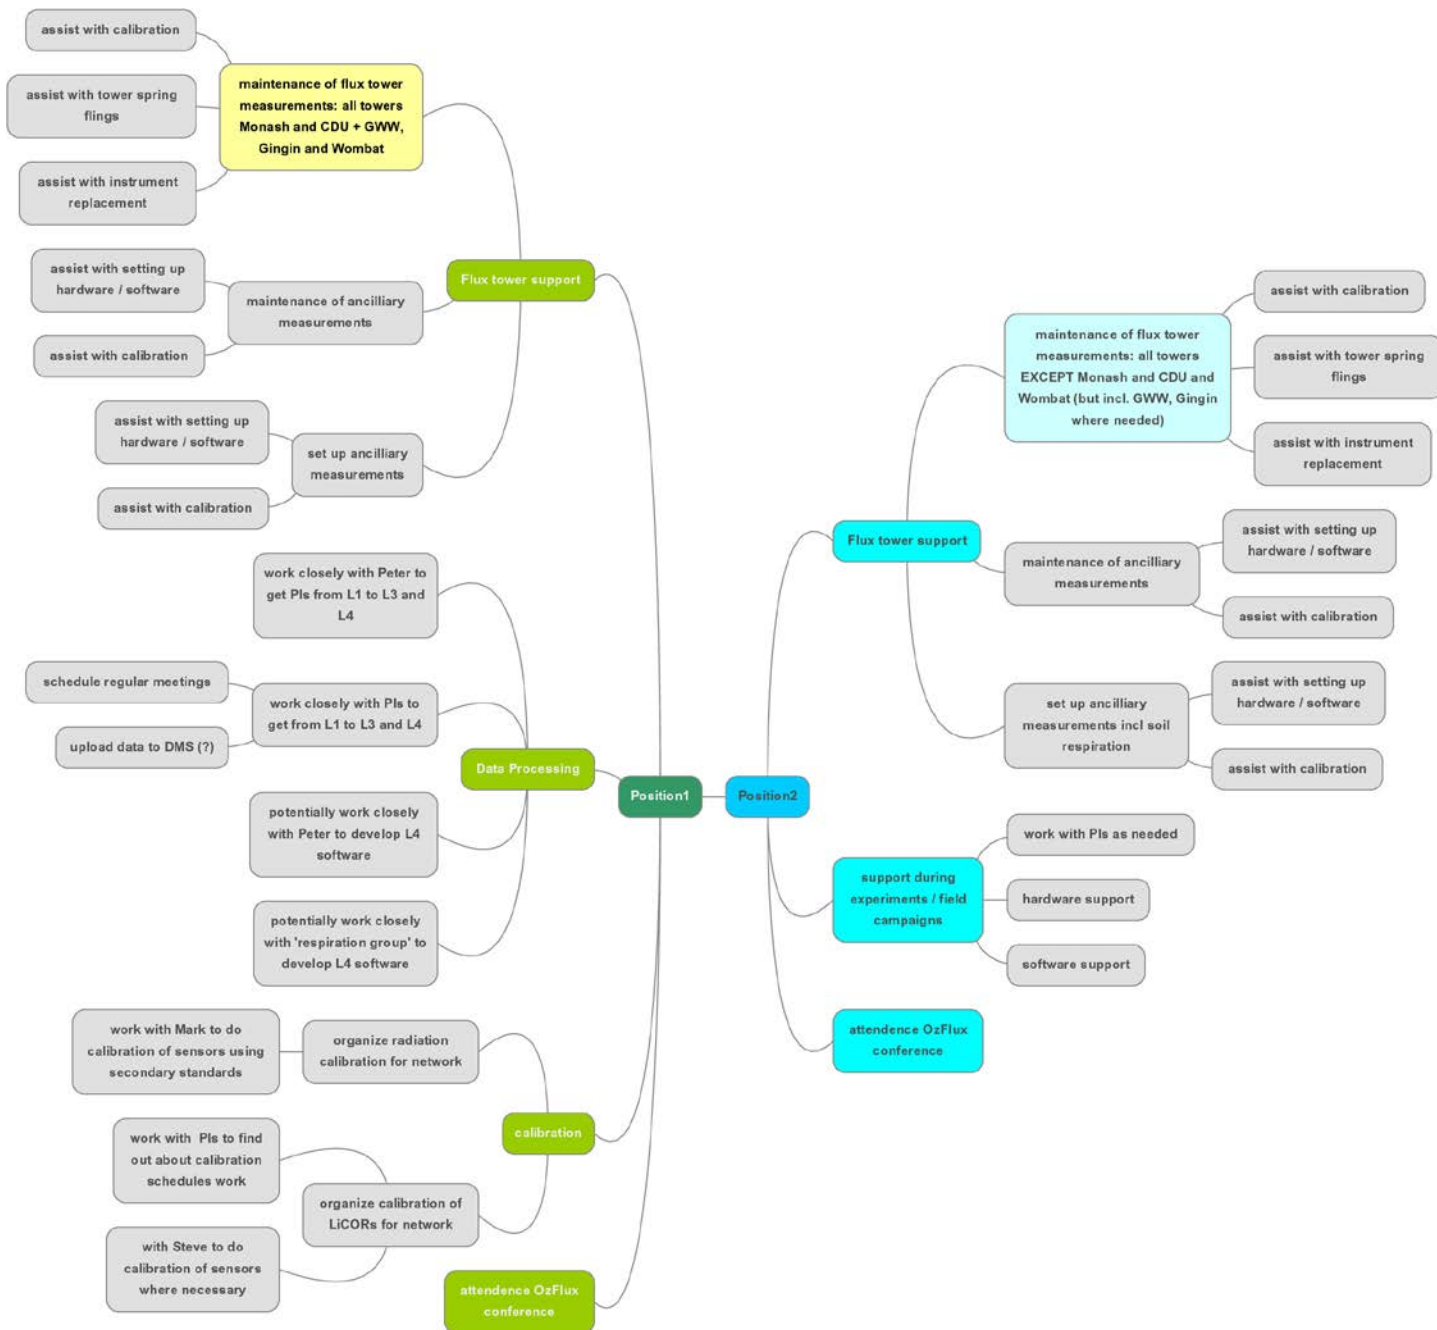 assist with calibration
assist with tower spring
flings
assist with instrument
replacement
maintenance of flux tower
measurements: all towers
Monash and CDU + GWW,
Gingin and Wombat
assist with setting up
hardware / software
assist with calibration
maintenance of ancilliary
measurements
assist with setting up
hardware / software
assist with calibration
set up ancilliary
measurements
Flux tower support
work closely with Peter to
get PIs from L1 to L3 and
L4
schedule regular meetings
upload data to DMS (?)
work closely with PIs to
get from L1 to L3 and L4
potentially work closely
with Peter to develop L4
software
potentially work closely
with 'respiration group' to
develop L4 software
Data Processing
work with Mark to do
calibration of sensors using
secondary standards
organize radiation
calibration for network
work with  PIs to find
out about calibration
schedules work
with Steve to do
calibration of sensors
where necessary
organize calibration of
LiCORs for network
calibration
attendence OzFlux
conference
Position1
Position2
Flux tower support
maintenance of flux tower
measurements: all towers
EXCEPT Monash and CDU and
Wombat (but incl. GWW, Gingin
where needed)
assist with calibration
assist with tower spring
flings
assist with instrument
replacement
maintenance of ancilliary
measurements
assist with setting up
hardware / software
assist with calibration
set up ancilliary
measurements incl soil
respiration
assist with setting up
hardware / software
assist with calibration
support during
experiments / field
campaigns
work with PIs as needed
hardware support
software support
attendence OzFlux
conference